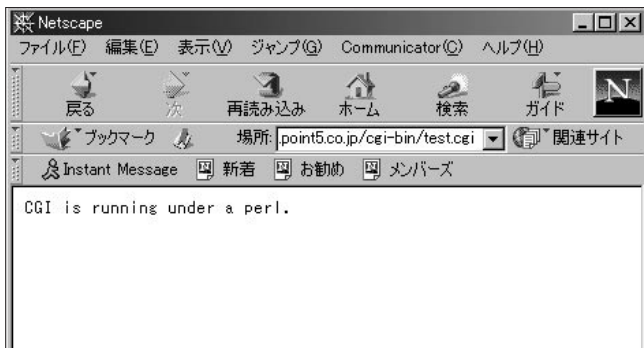 Netscape
ファイル(F) 編集(E) 表示(V) ジャンプ(G) Communicator(C) ヘルプ(H)
戻る 次 再読み込み ホーム 検索 ガイド N
ブックマーク 場所: .point5.co.jp/cgi-bin/test.cgi 関連サイト
Instant Message 新着 お勧め メンバーズ
CGI is running under a perl.